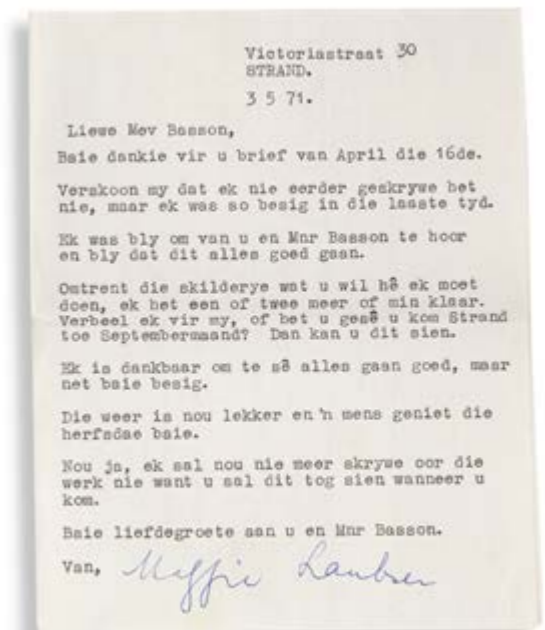 Victoriastraat 30
STRAND.
3 5 71.
Liewe Mev Basson,
Baie dankie vir u brief van April die 16de.
Verskoon my dat ek nie eerder geskrywe het
nie, maar ek was so besig in die laaste tyd.
Ek was bly om van u en Mnr Basson te hoor
en bly dat dit alles goed gaan.
Omtrent die skilderye wat u wil hê ek moet
doen, ek het een of twee meer of min klaar.
Verbeel ek vir my, of het u gesê u kom Strand
toe Septembermaand? Dan kan u dit sien.
Ek is dankbaar om te sê alles gaan goed, maar
net baie besig.
Die weer is nou lekker en 'n mens geniet die
herfsdae baie.
Nou ja, ek sal nou nie meer skrywe oor die
werk nie want u sal dit tog sien wanneer u
kom.
Baie liefdegroete aan u en Mnr Basson.
Van, Maggie Laubser